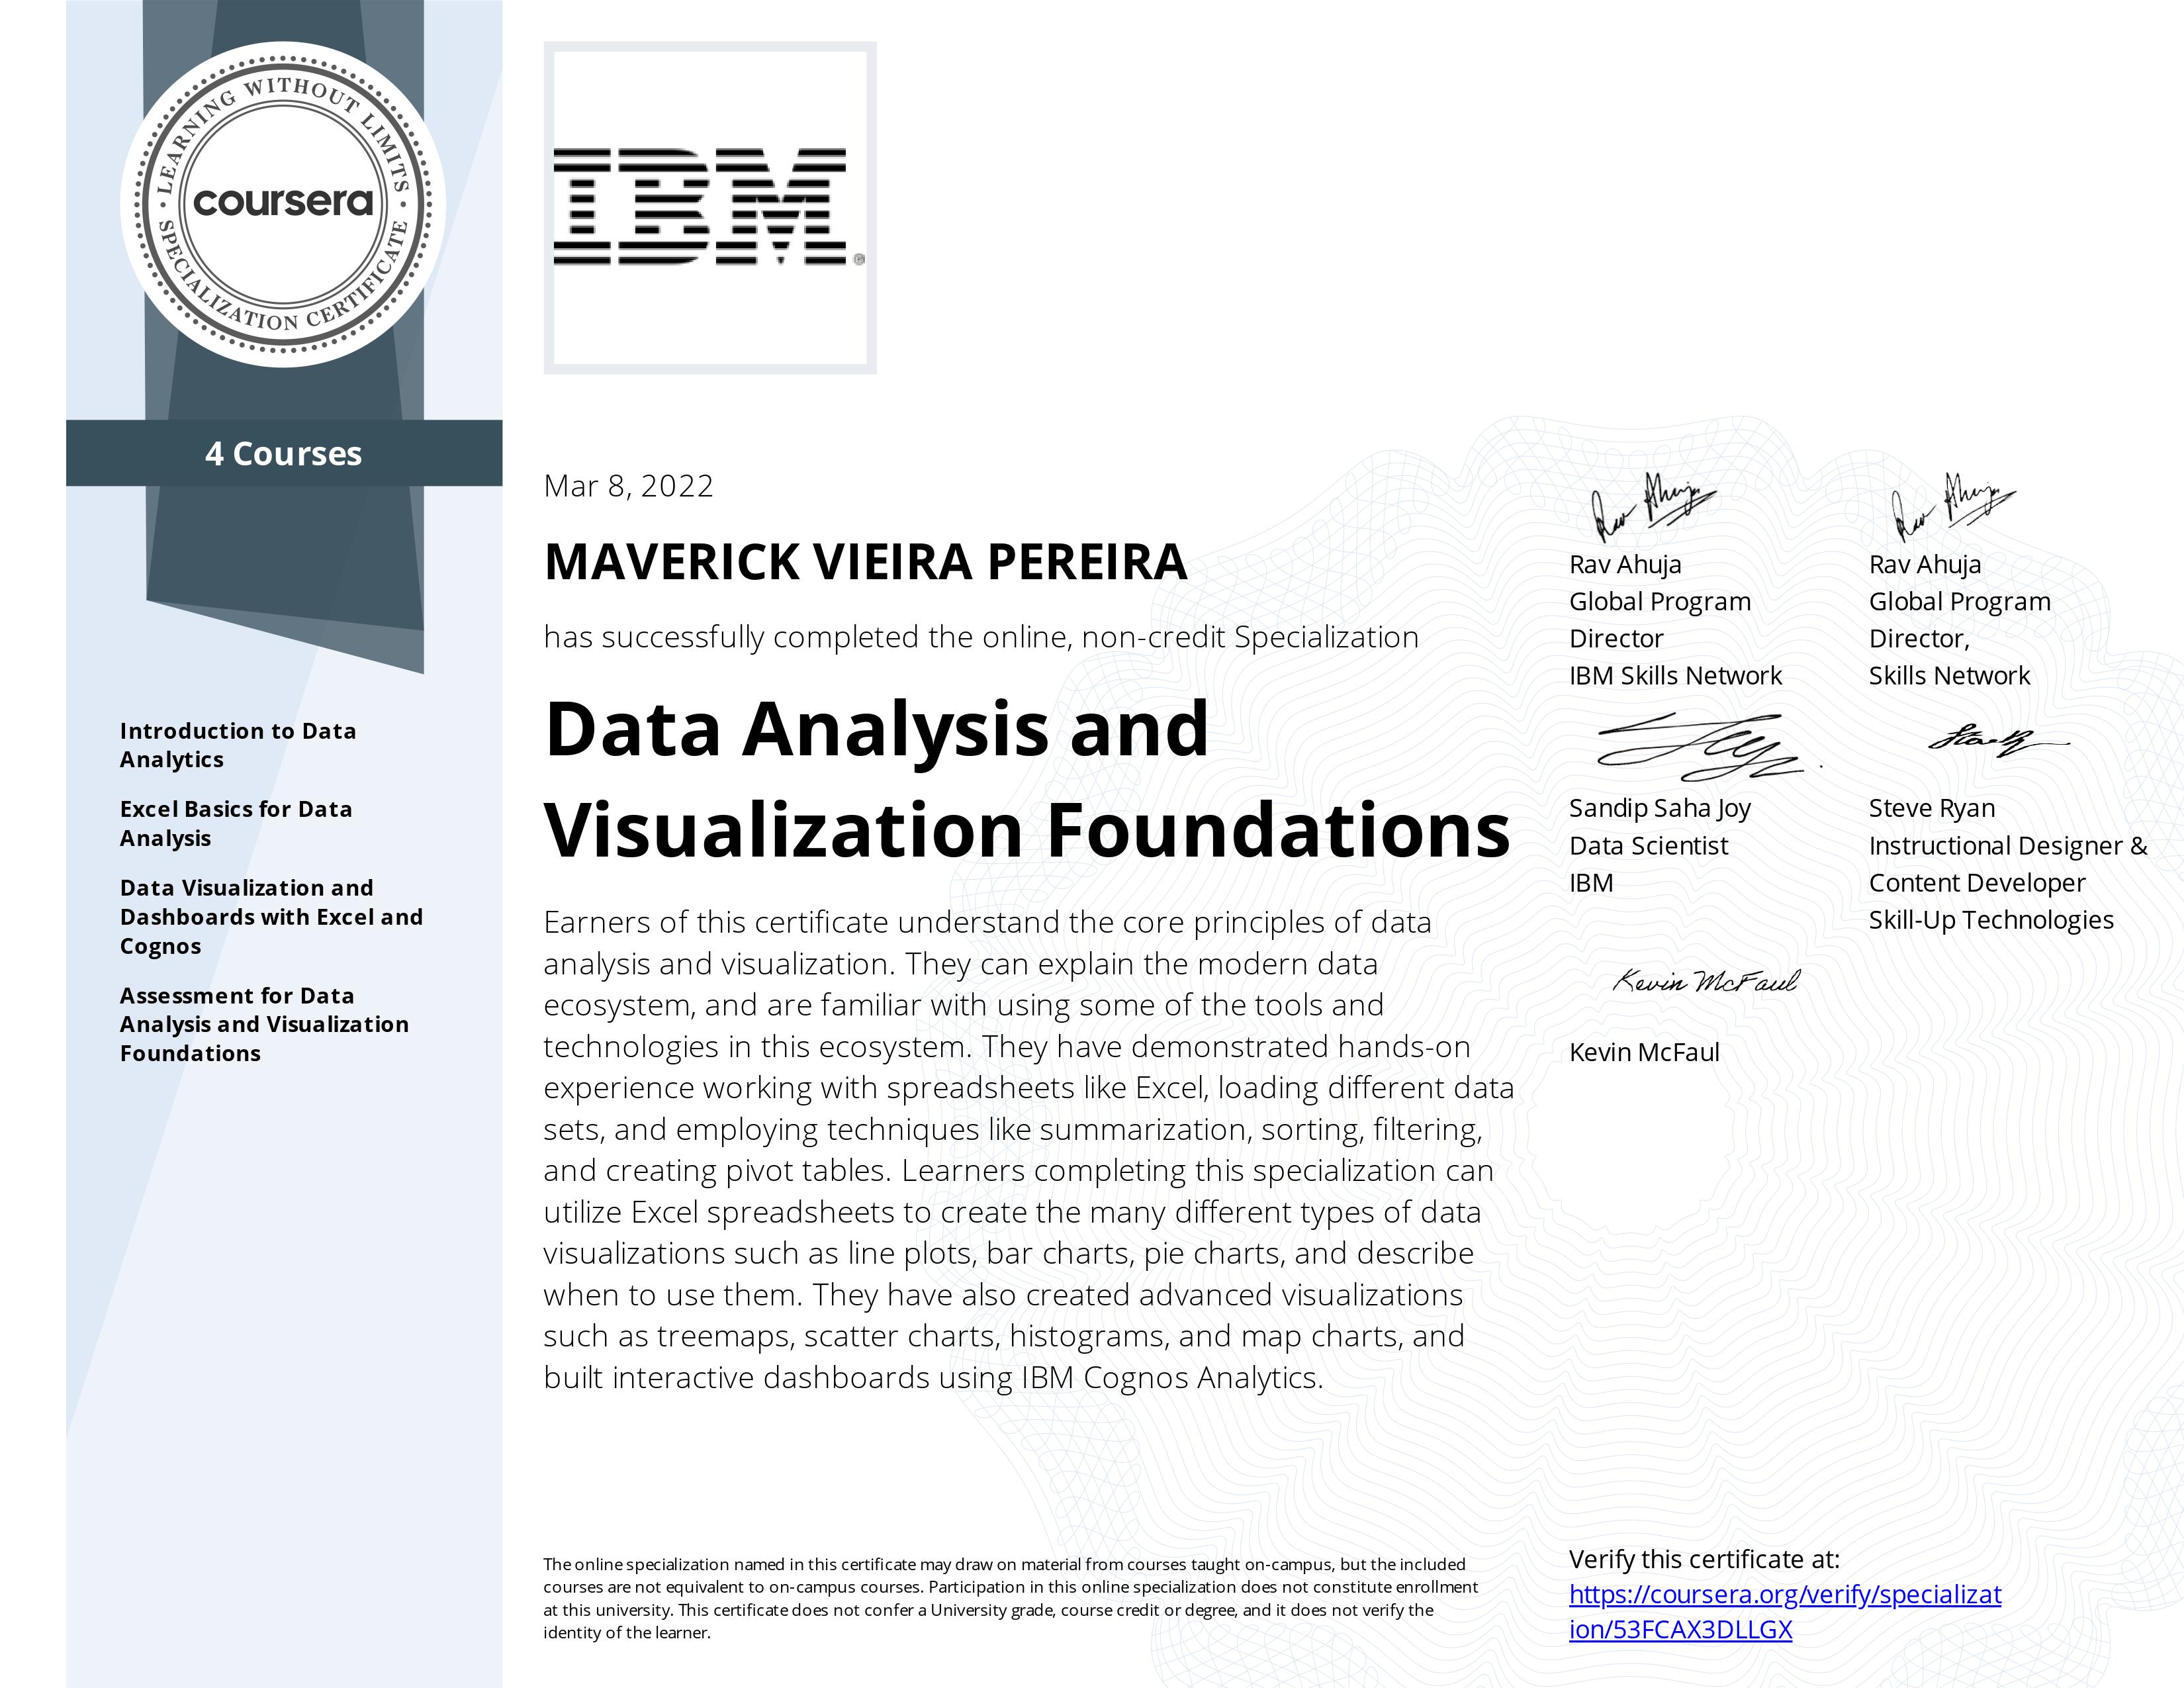 LEARNING WITHOUT LIMITS
coursera
SPECIALIZATION CERTIFICATE
4 Courses
Introduction to Data
Analytics
Excel Basics for Data
Analysis
Data Visualization and
Dashboards with Excel and
Cognos
Assessment for Data
Analysis and Visualization
Foundations
IBM®
Mar 8, 2022
MAVERICK VIEIRA PEREIRA
has successfully completed the online, non-credit Specialization
Data Analysis and
Visualization Foundations
Earners of this certificate understand the core principles of data
analysis and visualization. They can explain the modern data
ecosystem, and are familiar with using some of the tools and
technologies in this ecosystem. They have demonstrated hands-on
experience working with spreadsheets like Excel, loading different data
sets, and employing techniques like summarization, sorting, filtering,
and creating pivot tables. Learners completing this specialization can
utilize Excel spreadsheets to create the many different types of data
visualizations such as line plots, bar charts, pie charts, and describe
when to use them. They have also created advanced visualizations
such as treemaps, scatter charts, histograms, and map charts, and
built interactive dashboards using IBM Cognos Analytics.
The online specialization named in this certificate may draw on material from courses taught on-campus, but the included
courses are not equivalent to on-campus courses. Participation in this online specialization does not constitute enrollment
at this university. This certificate does not confer a University grade, course credit or degree, and it does not verify the
identity of the learner.
Rav Ahuja
Rav Ahuja
Global Program
Director
IBM Skills Network
Rav Ahuja
Rav Ahuja
Global Program
Director,
Skills Network
Sandip Saha Joy
Data Scientist
IBM
Steve Ryan
Instructional Designer &
Content Developer
Skill-Up Technologies
Kevin McFaul
Kevin McFaul
Verify this certificate at:
https://coursera.org/verify/specializat
ion/53FCAX3DLLGX